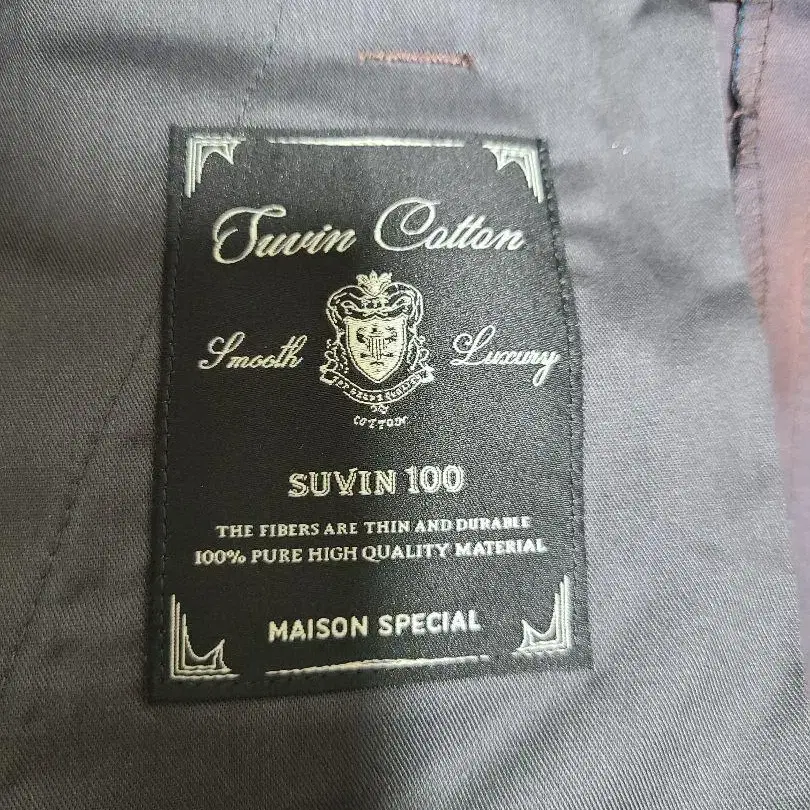 Suvin Cotton
Smooth Luxury
COTTON
SUVIN 100
THE FIBERS ARE THIN AND DURABLE
100% PURE HIGH QUALITY MATERIAL
MAISON SPECIAL